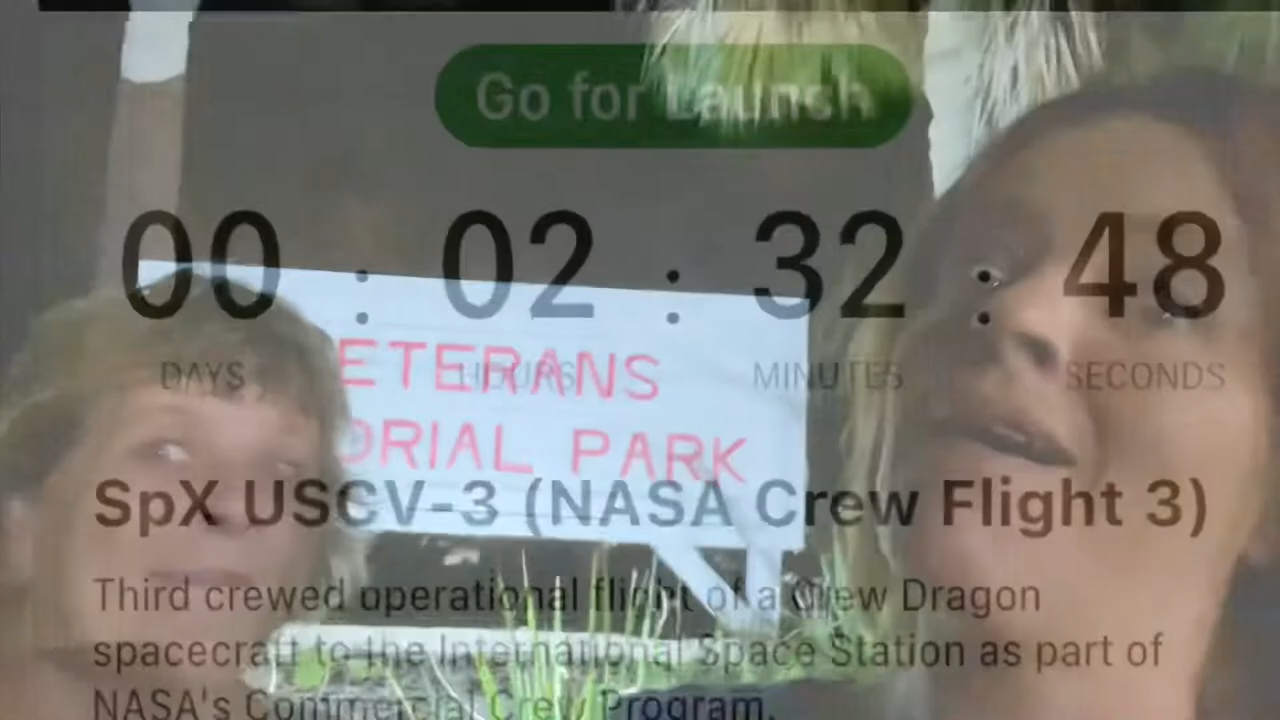 Go for Launch
00 : 02 : 32 : 48
DAYS HOURS MINUTES SECONDS
ETERANS
ORIAL PARK
SpX USCV-3 (NASA Crew Flight 3)
Third crewed operational flight of a Crew Dragon
spacecraft to the International Space Station as part of
NASA's Commercial Crew Program.